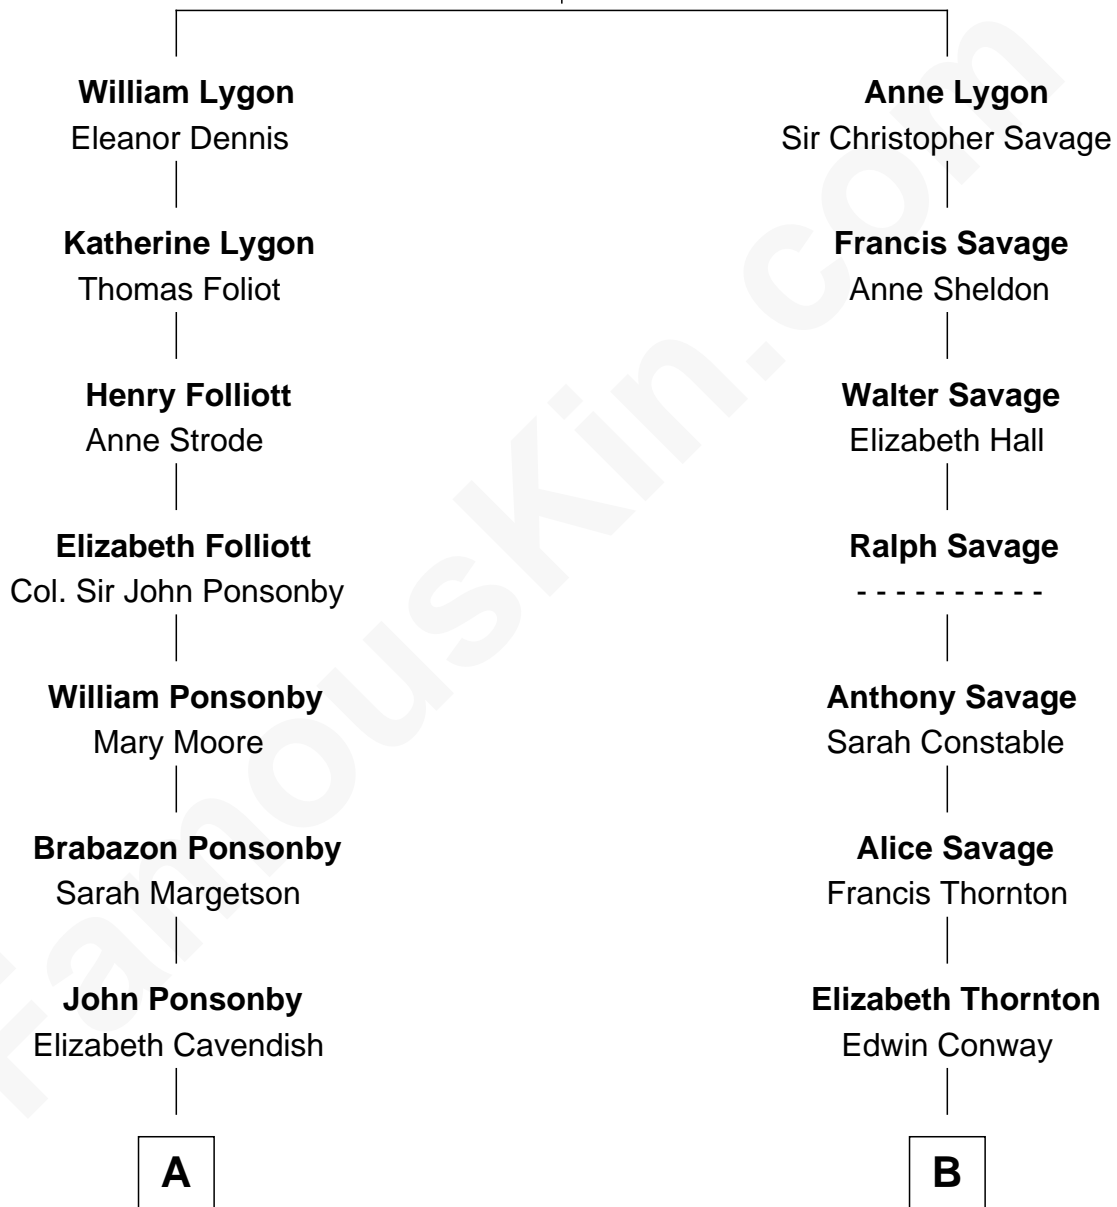 William Lygon
Eleanor Dennis
Katherine Lygon
Thomas Foliot
Henry Folliott
Anne Strode
Elizabeth Folliott
Col. Sir John Ponsonby
William Ponsonby
Mary Moore
Brabazon Ponsonby
Sarah Margetson
John Ponsonby
Elizabeth Cavendish
A
Anne Lygon
Sir Christopher Savage
Francis Savage
Anne Sheldon
Walter Savage
Elizabeth Hall
Ralph Savage
- - - - - - - - - -
Anthony Savage
Sarah Constable
Alice Savage
Francis Thornton
Elizabeth Thornton
Edwin Conway
B
FamousKin.com